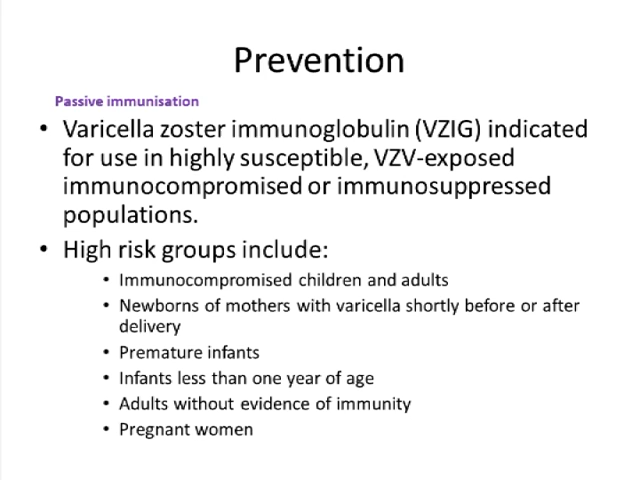 Prevention
Passive immunisation
• Varicella zoster immunoglobulin (VZIG) indicated
for use in highly susceptible, VZV-exposed
immunocompromised or immunosuppressed
populations.
• High risk groups include:
• Immunocompromised children and adults
• Newborns of mothers with varicella shortly before or after
delivery
• Premature infants
• Infants less than one year of age
• Adults without evidence of immunity
• Pregnant women